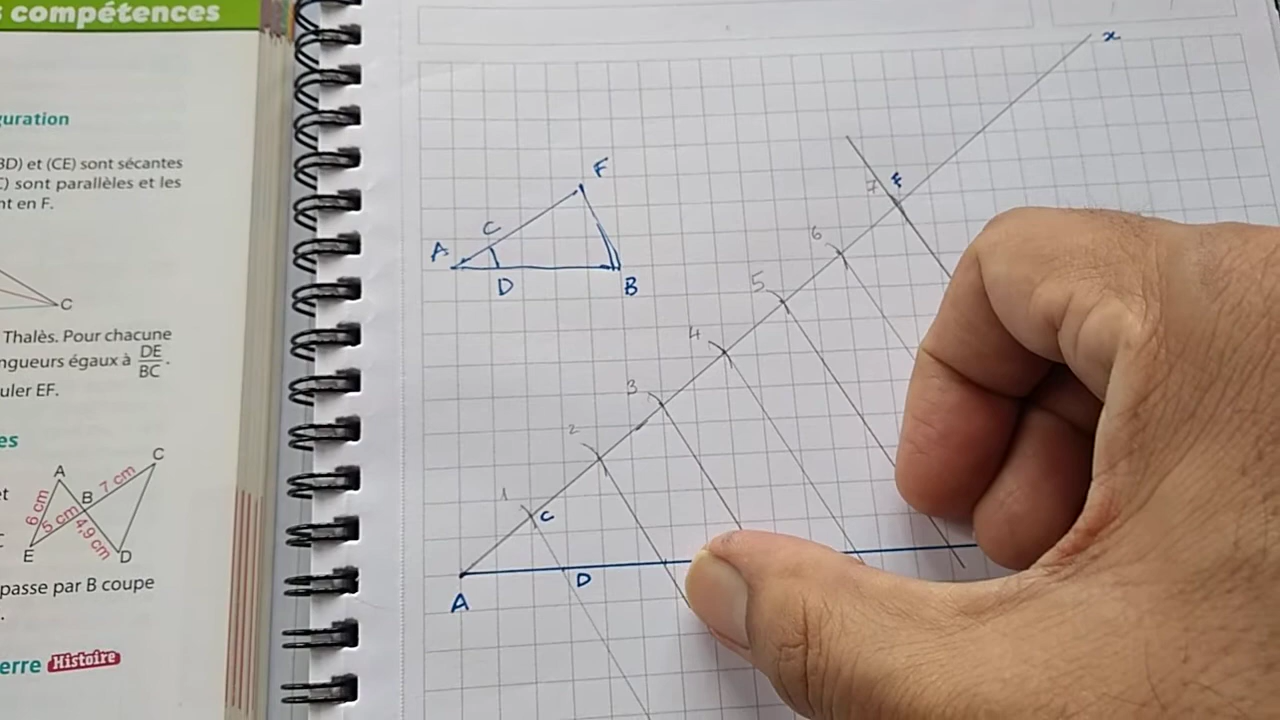 s compétences
guration
BD) et (CE) sont sécantes
C) sont parallèles et les
nt en F.
C
Thalès. Pour chacune
ngueurs égaux à DE
BC.
uler EF.
es
et
A
B
C
D
E
6 cm
5 cm
7 cm
4,9 cm
passe par B coupe
.
erre Histoire
x
F
C
A
D
B
7
6
5
4
3
2
1
C
D
A